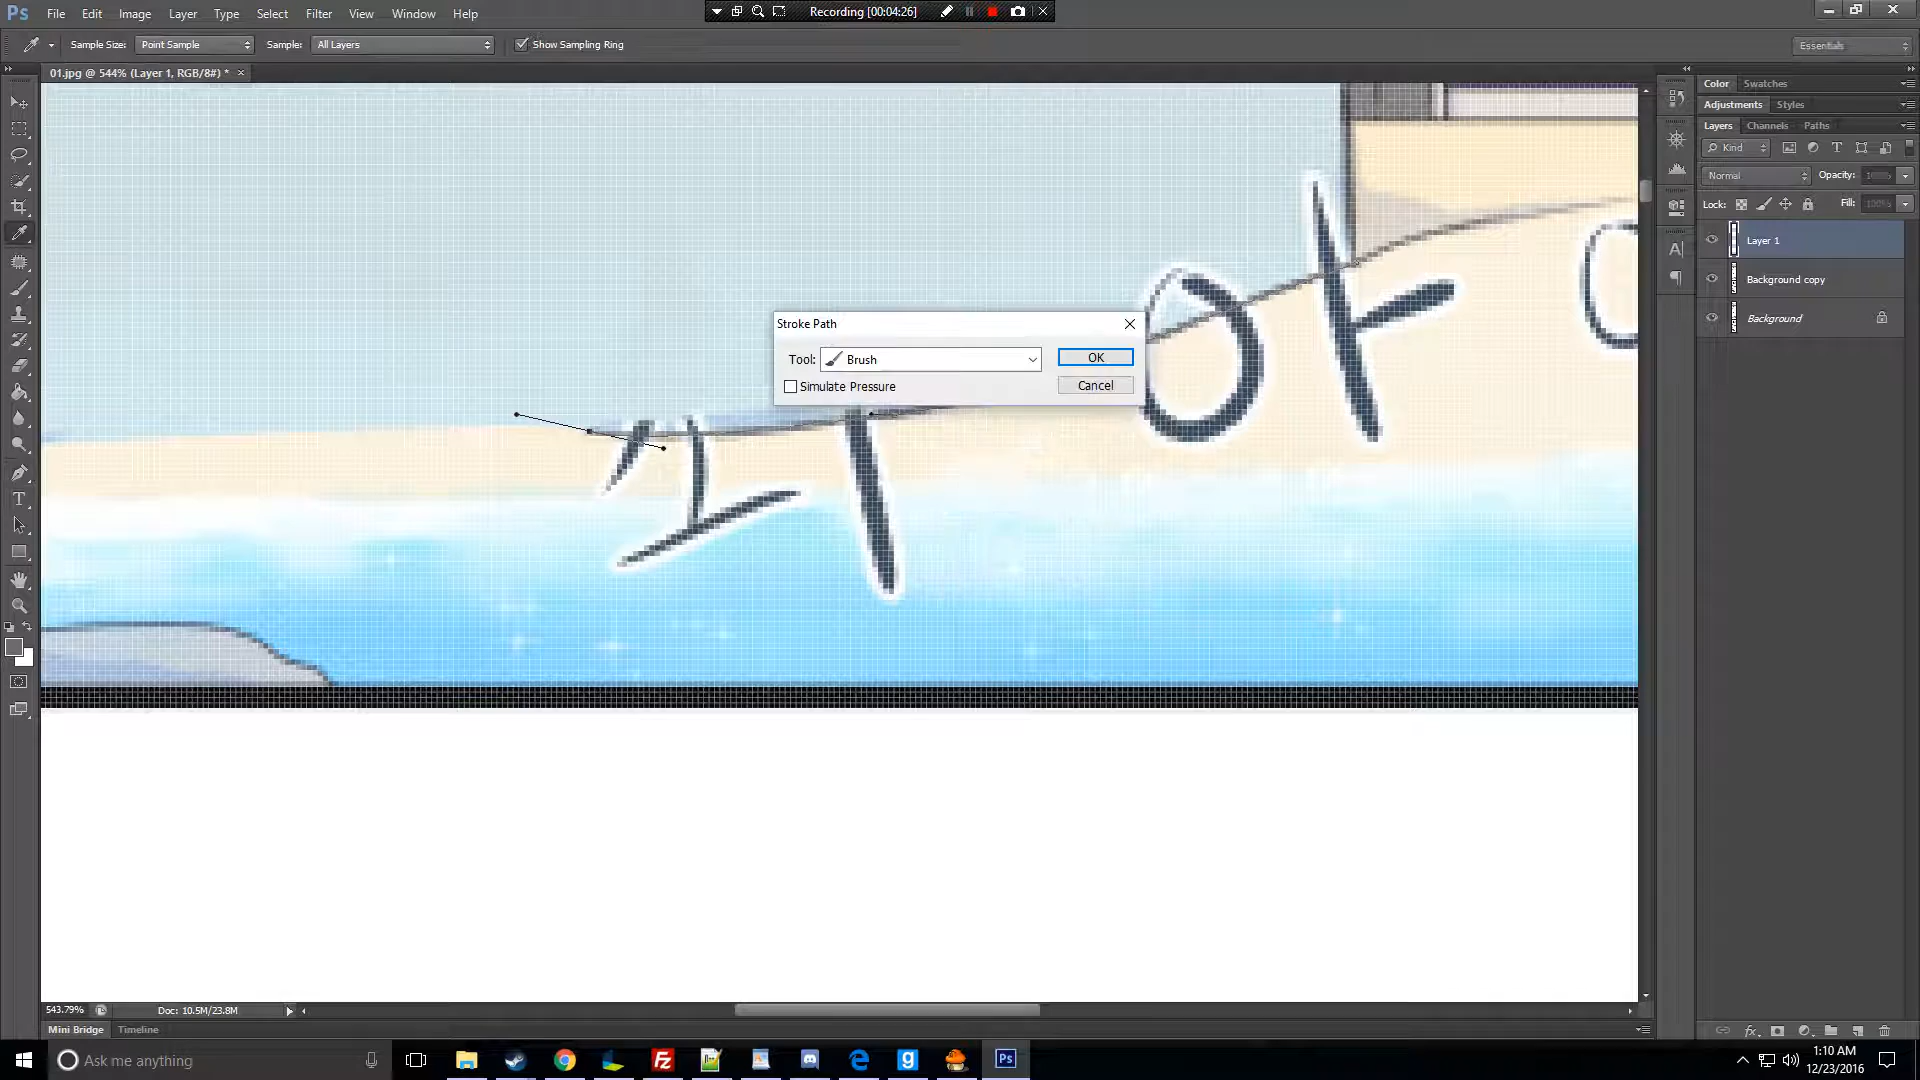 Ps File Edit Image Layer Type Select Filter View Window Help
Recording [00:04:26]
Sample Size: Point Sample Sample: All Layers Show Sampling Ring
Essentials
01.jpg @ 544% (Layer 1, RGB/8#) *
Color Swatches
Adjustments Styles
Layers Channels Paths
Kind
Normal Opacity:
Lock: Fill: 100%
Layer 1
Background copy
Background
Stroke Path
Tool: Brush OK
Simulate Pressure Cancel
543.79% Doc: 10.5M/23.8M
Mini Bridge Timeline
Ask me anything
1:10 AM
12/23/2016